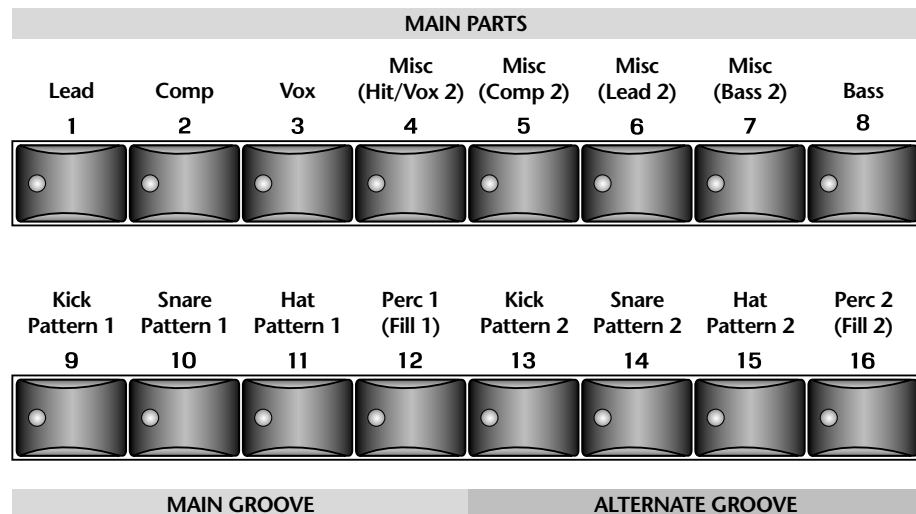 MAIN PARTS
Misc Misc Misc Misc
Lead Comp Vox (Hit/Vox 2) (Comp 2) (Lead 2) (Bass 2) Bass
1 2 3 4 5 6 7 8
Kick Snare Hat Perc 1 Kick Snare Hat Perc 2
Pattern 1 Pattern 1 Pattern 1 (Fill 1) Pattern 2 Pattern 2 Pattern 2 (Fill 2)
9 10 11 12 13 14 15 16
MAIN GROOVE ALTERNATE GROOVE